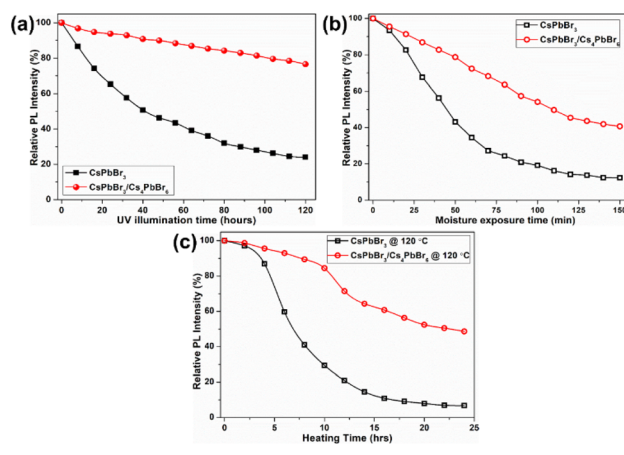 (a)
Relative PL Intensity (%)
100
80
60
40
20
0
CsPbBr3
CsPbBr3/Cs4PbBr6
0 20 40 60 80 100 120
UV illumination time (hours)
(b)
Relative PL Intensity (%)
100
80
60
40
20
0
CsPbBr3
CsPbBr3/Cs4PbBr6
0 25 50 75 100 125 150
Moisture exposure time (min)
(c)
Relative PL Intensity (%)
100
80
60
40
20
0
CsPbBr3 @ 120 °C
CsPbBr3/Cs4PbBr6 @ 120 °C
0 5 10 15 20 25
Heating Time (hrs)